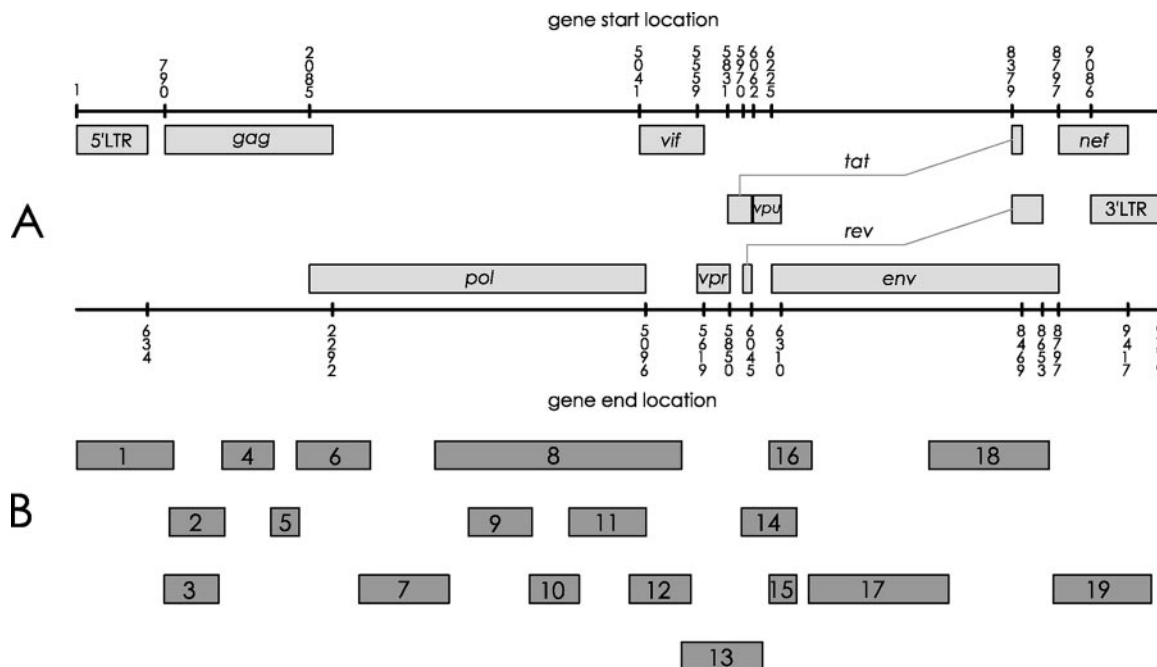 gene start location
1 790 2085 5041 5559 5831 5970 6062 6225 8379 8797 9086
5'LTR gag vif nef
tat
A vpu 3'LTR
rev
pol vpr env
634 2292 5096 5619 5850 6045 6310 8469 8653 8797 9417
gene end location
1 4 6 8 16 18
B 2 5 9 11 14
3 7 10 12 15 17 19
13